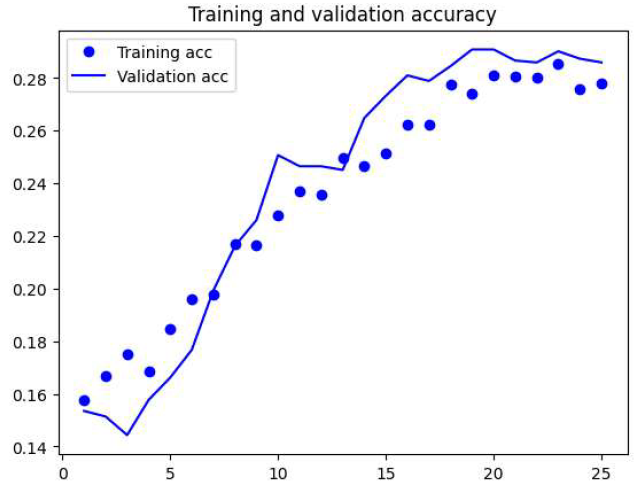 Training and validation accuracy
Training acc
Validation acc
0.28
0.26
0.24
0.22
0.20
0.18
0.16
0.14
0 5 10 15 20 25